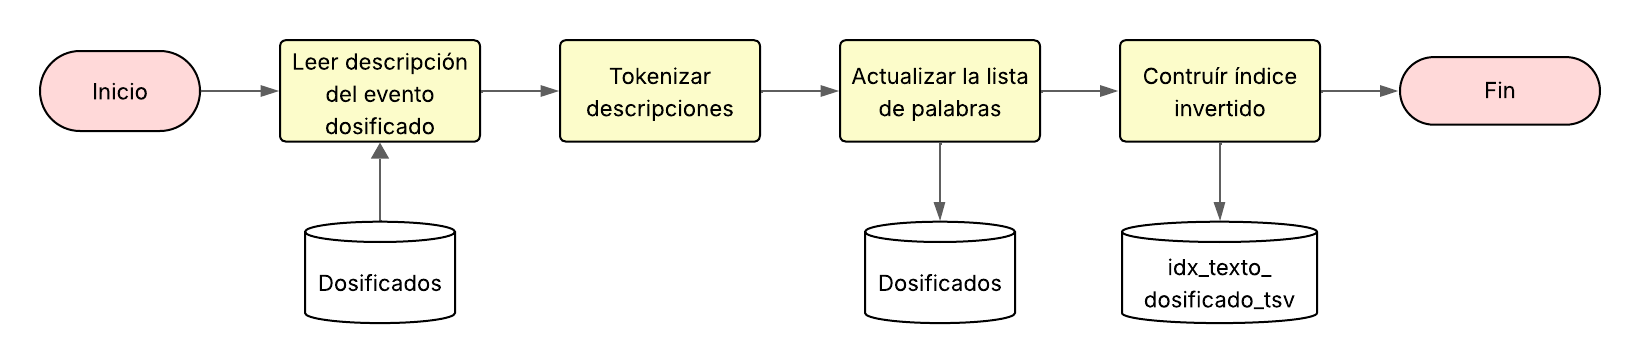 Inicio
Leer descripción
del evento
dosificado
Tokenizar
descripciones
Actualizar la lista
de palabras
Contruír índice
invertido
Fin
Dosificados
Dosificados
idx_texto_
dosificado_tsv